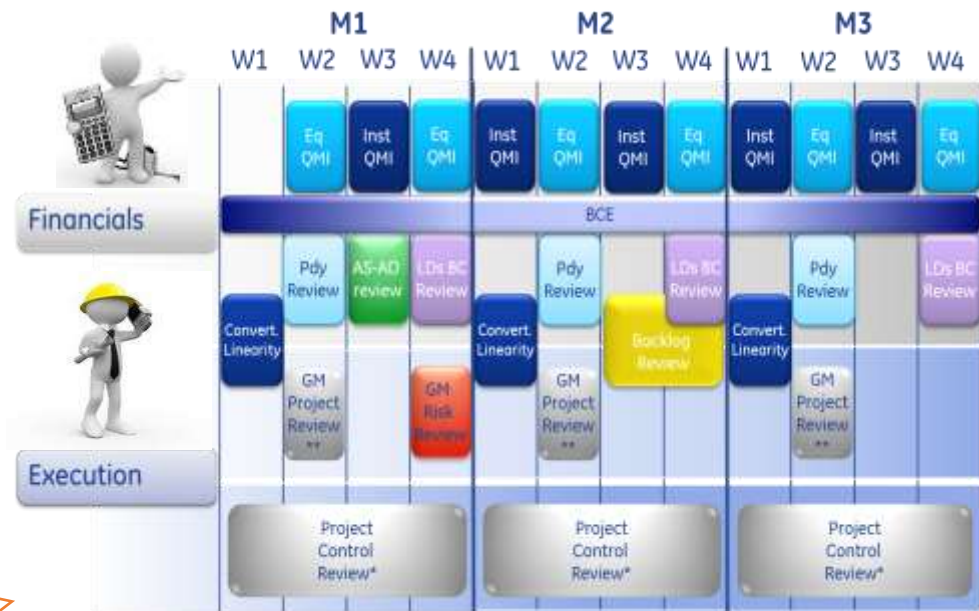 M1 M2 M3
W1 W2 W3 W4 W1 W2 W3 W4 W1 W2 W3 W4
Eq
QMI
Inst
QMI
Eq
QMI
Inst
QMI
Eq
QMI
Inst
QMI
Eq
QMI
Inst
QMI
Eq
QMI
Inst
QMI
Eq
QMI
Financials
BCE
Pdy
Review
AS-AD
review
LDs BC
Review
Pdy
Review
LDs BC
Review
Pdy
Review
LDs BC
Review
Convert.
Linearity
Convert.
Linearity
Backlog
Review
Convert.
Linearity
GM
Project
Review
**
GM
Risk
Review
GM
Project
Review
**
GM
Project
Review
**
Execution
Project
Control
Review*
Project
Control
Review*
Project
Control
Review*